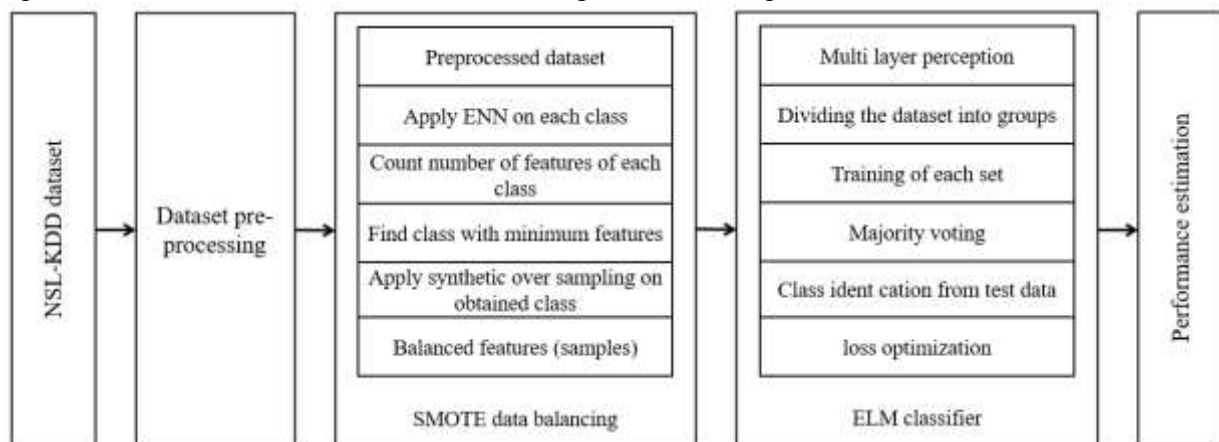 NSL-KDD dataset
Dataset pre-
processing
Preprocessed dataset
Apply ENN on each class
Count number of features of each
class
Find class with minimum features
Apply synthetic over sampling on
obtained class
Balanced features (samples)
SMOTE data balancing
Multi layer perception
Dividing the dataset into groups
Training of each set
Majority voting
Class ident cation from test data
loss optimization
ELM classifier
Performance estimation